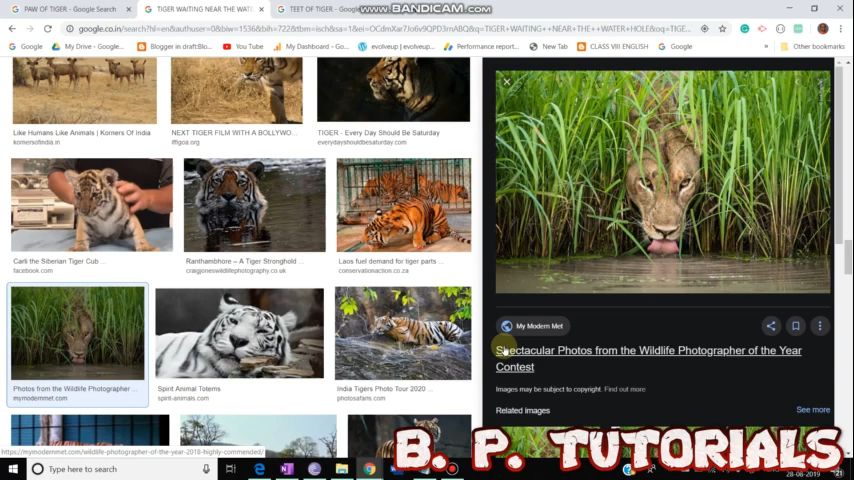 PAW OF TIGER - Google Search
TIGER WAITING NEAR THE WAT
TEET OF TIGER - Goog
www.BANDICAM.com
google.co.in/search?hl=en&authuser=0&biw=1536&bih=722&tbm=isch&sa=1&ei=OCdmXar7Jo6v9QPD3mABQ&q=TIGER+WAITING++NEAR+THE++WATER+HOLE&oq=TIGE...
Google
My Drive - Google...
Blogger in draft:Blo...
You Tube
My Dashboard - Go...
evolveup | evolveup...
Performance report...
New Tab
CLASS VIII ENGLISH
Google
»
Other bookmarks
Like Humans Like Animals | Korners Of India
kornersofindia.in
NEXT TIGER FILM WITH A BOLLYWO...
iffigoa.org
TIGER - Every Day Should Be Saturday
everydayshouldbesaturday.com
Carli the Siberian Tiger Cub ...
facebook.com
Ranthambhore – A Tiger Stronghold ...
craigjoneswildlifephotography.co.uk
Laos fuel demand for tiger parts ...
conservationaction.co.za
Photos from the Wildlife Photographer ...
mymodernmet.com
Spirit Animal Totems
spirit-animals.com
India Tigers Photo Tour 2020 ...
photosafaris.com
My Modern Met
Spectacular Photos from the Wildlife Photographer of the Year
Contest
Images may be subject to copyright. Find out more
Related images
See more
https://mymodernmet.com/wildlife-photographer-of-the-year-2018-highly-commended/
B. P. TUTORIALS
Type here to search
28-08-2019
21